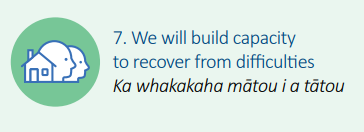 7. We will build capacity
to recover from difficulties
Ka whakakaha mātou i a tātou